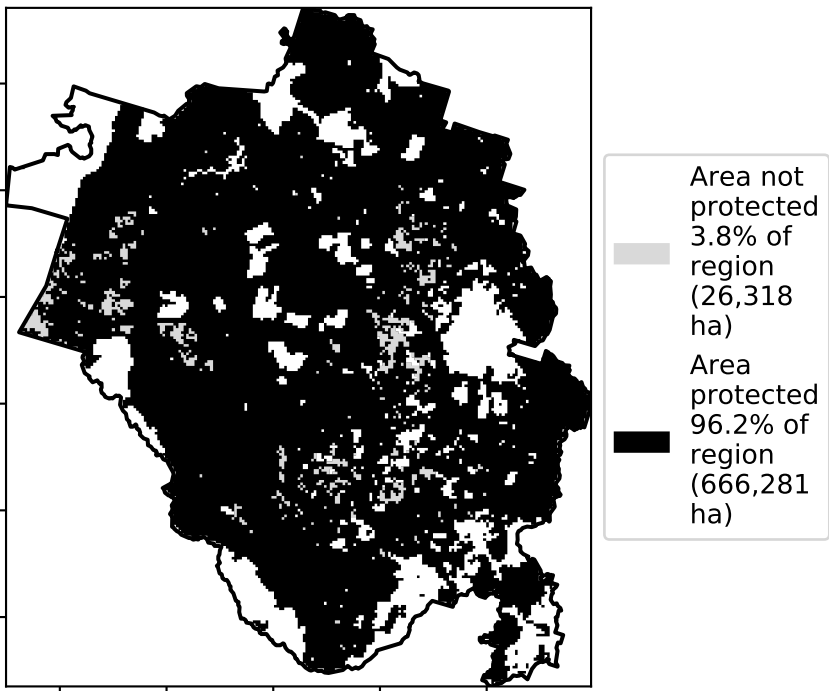 Area not
protected
3.8% of
region
(26,318
ha)
Area
protected
96.2% of
region
(666,281
ha)